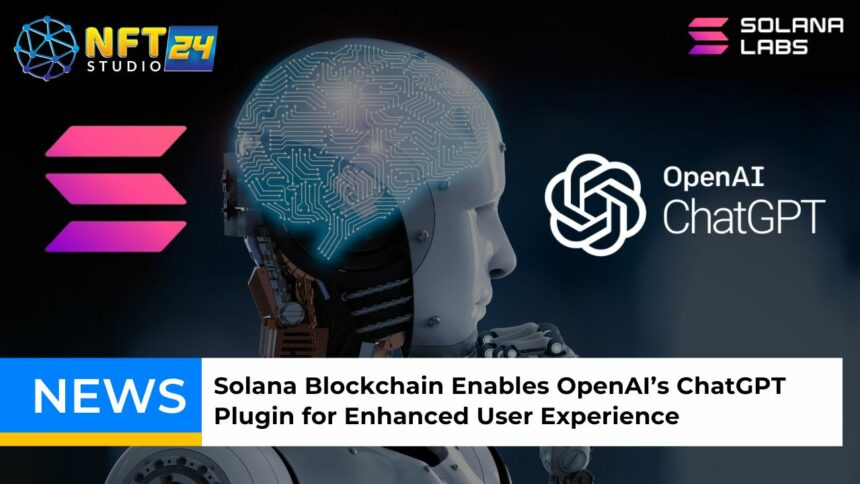 NFT 24
STUDIO
SOLANA
LABS
OpenAI
ChatGPT
NEWS
Solana Blockchain Enables OpenAI’s ChatGPT
Plugin for Enhanced User Experience